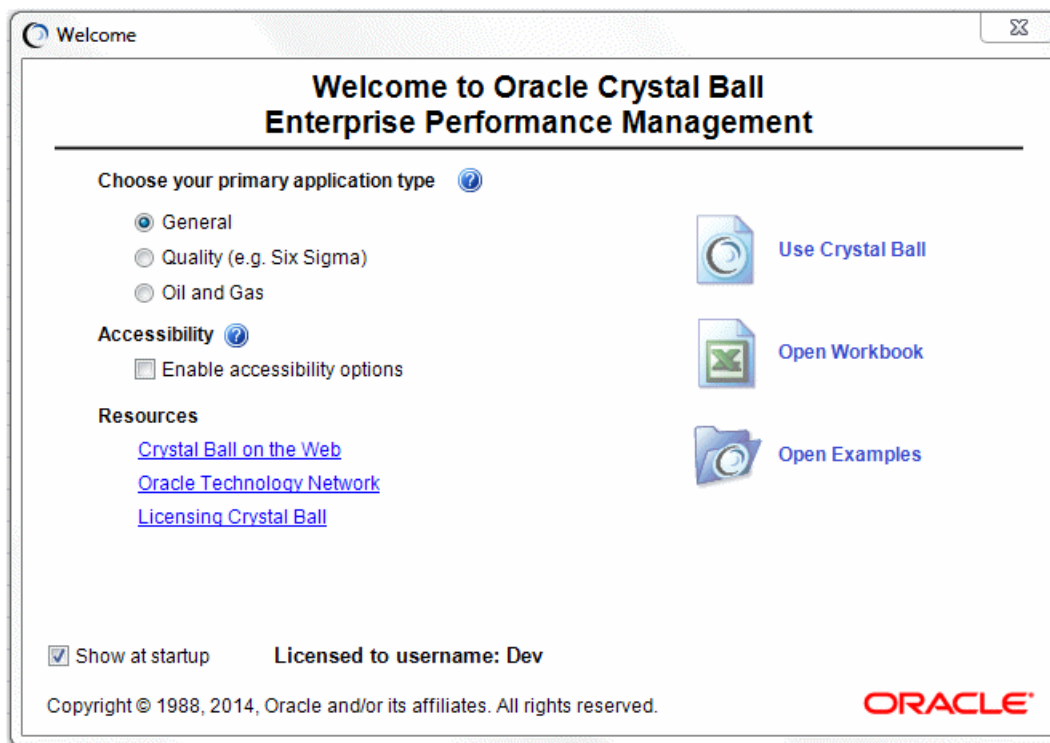 Welcome
Welcome to Oracle Crystal Ball
Enterprise Performance Management
Choose your primary application type ?
General
Quality (e.g. Six Sigma)
Oil and Gas
Accessibility ?
Enable accessibility options
Resources
Crystal Ball on the Web
Oracle Technology Network
Licensing Crystal Ball
Use Crystal Ball
Open Workbook
Open Examples
Show at startup
Licensed to username: Dev
Copyright © 1988, 2014, Oracle and/or its affiliates. All rights reserved.
ORACLE